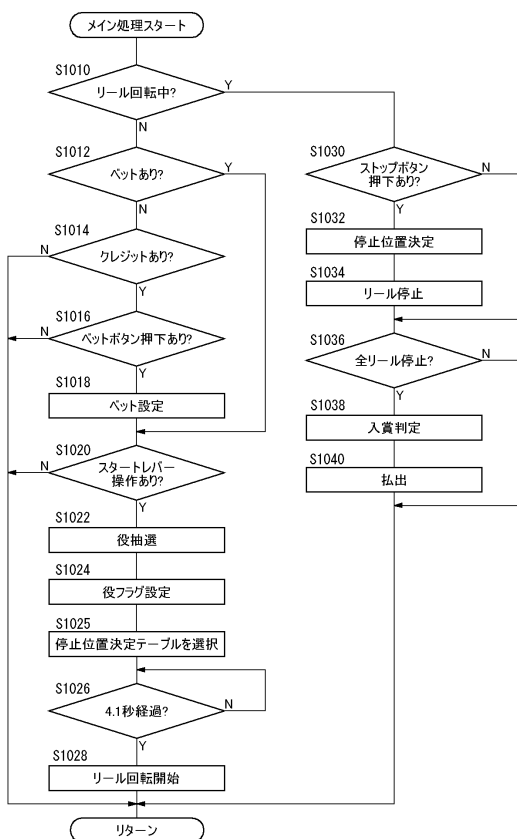 メイン処理スタート
S1010
リール回転中?
Y
N
S1012
ベットあり?
Y
N
S1014
クレジットあり?
N
Y
S1016
ベットボタン押下あり?
N
Y
S1018
ベット設定
S1020
スタートレバー
操作あり?
N
Y
S1022
役抽選
S1024
役フラグ設定
S1025
停止位置決定テーブルを選択
S1026
4.1秒経過?
N
Y
S1028
リール回転開始
リターン
S1030
ストップボタン
押下あり?
N
Y
S1032
停止位置決定
S1034
リール停止
S1036
全リール停止?
N
Y
S1038
入賞判定
S1040
払出